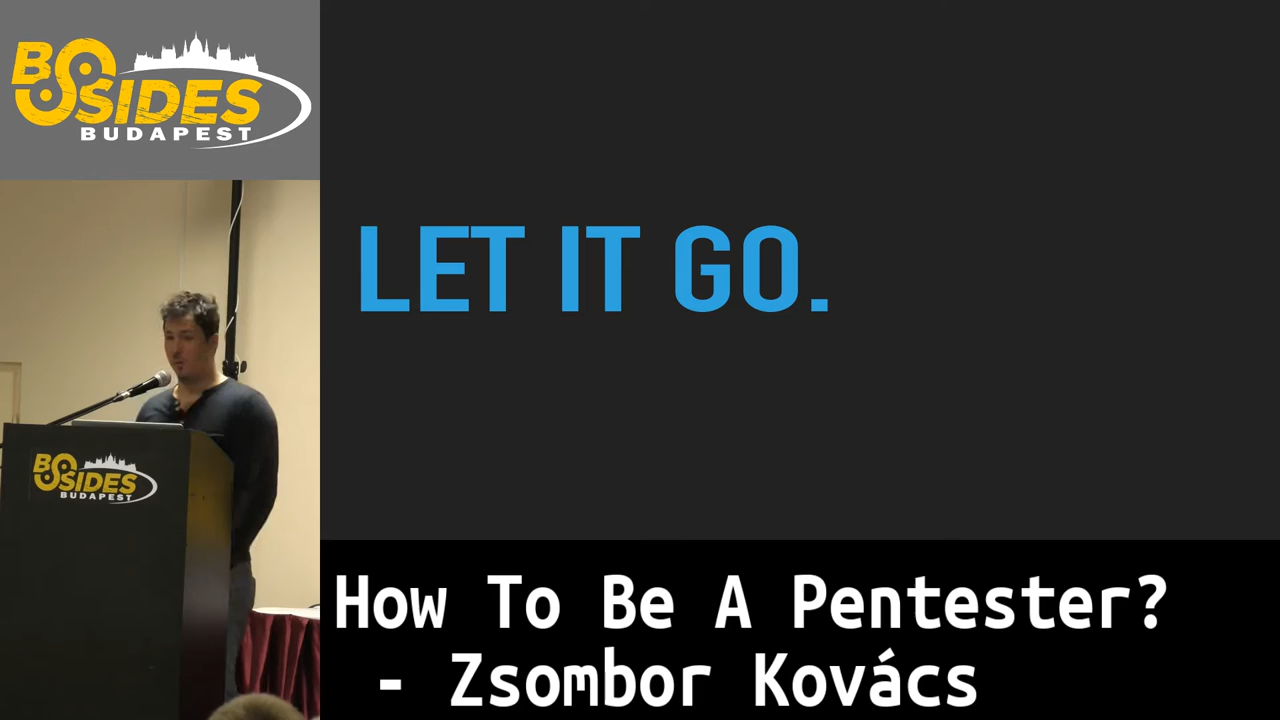 BSIDES
BUDAPEST
LET IT GO.
BSIDES
BUDAPEST
How To Be A Pentester?
- Zsombor Kovács